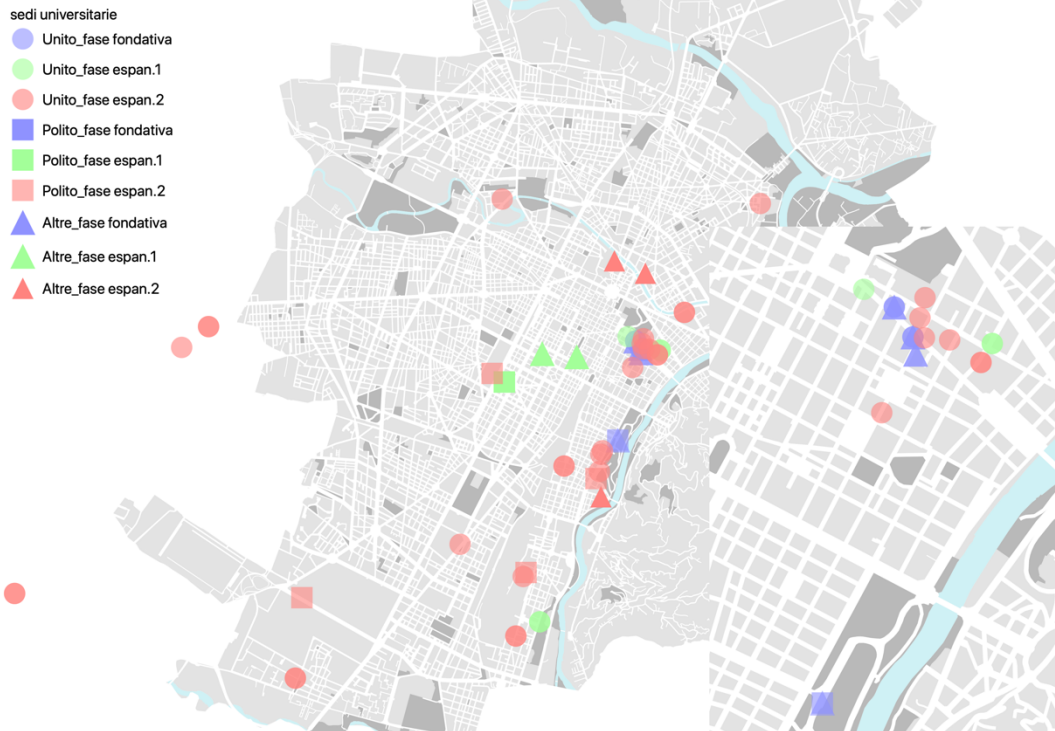 sedi universitarie
Unito_fase fondativa
Unito_fase espan.1
Unito_fase espan.2
Polito_fase fondativa
Polito_fase espan.1
Polito_fase espan.2
Altre_fase fondativa
Altre_fase espan.1
Altre_fase espan.2